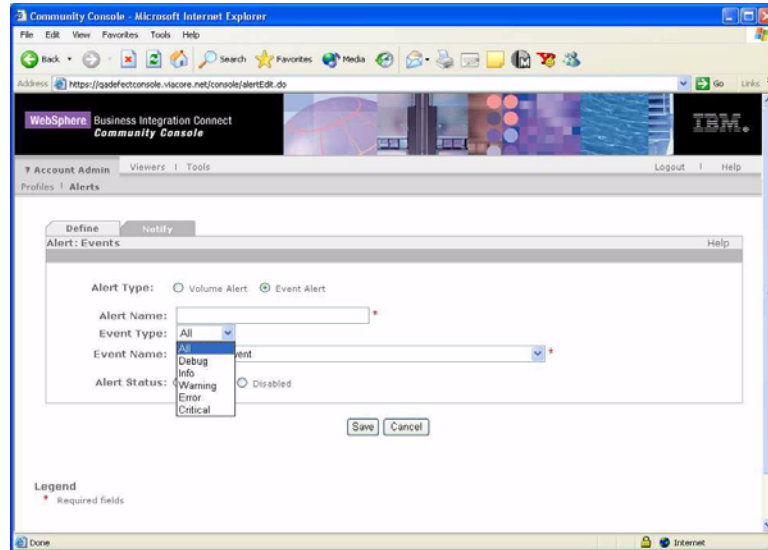 Community Console - Microsoft Internet Explorer
File Edit View Favorites Tools Help
Back Search Favorites Media
Address https://qadefectconsole.viacore.net/console/alertEdit.do Go Links
WebSphere Business Integration Connect
Community Console
IBM.
Account Admin Viewers | Tools Logout | Help
Profiles | Alerts
Define Notify
Alert: Events Help
Alert Type: Volume Alert Event Alert
Alert Name: *
Event Type: All
All
Event Name: vent *
Debug
Info
Alert Status: Disabled
Warning
Error
Critical
Save Cancel
Legend
* Required fields
Done Internet